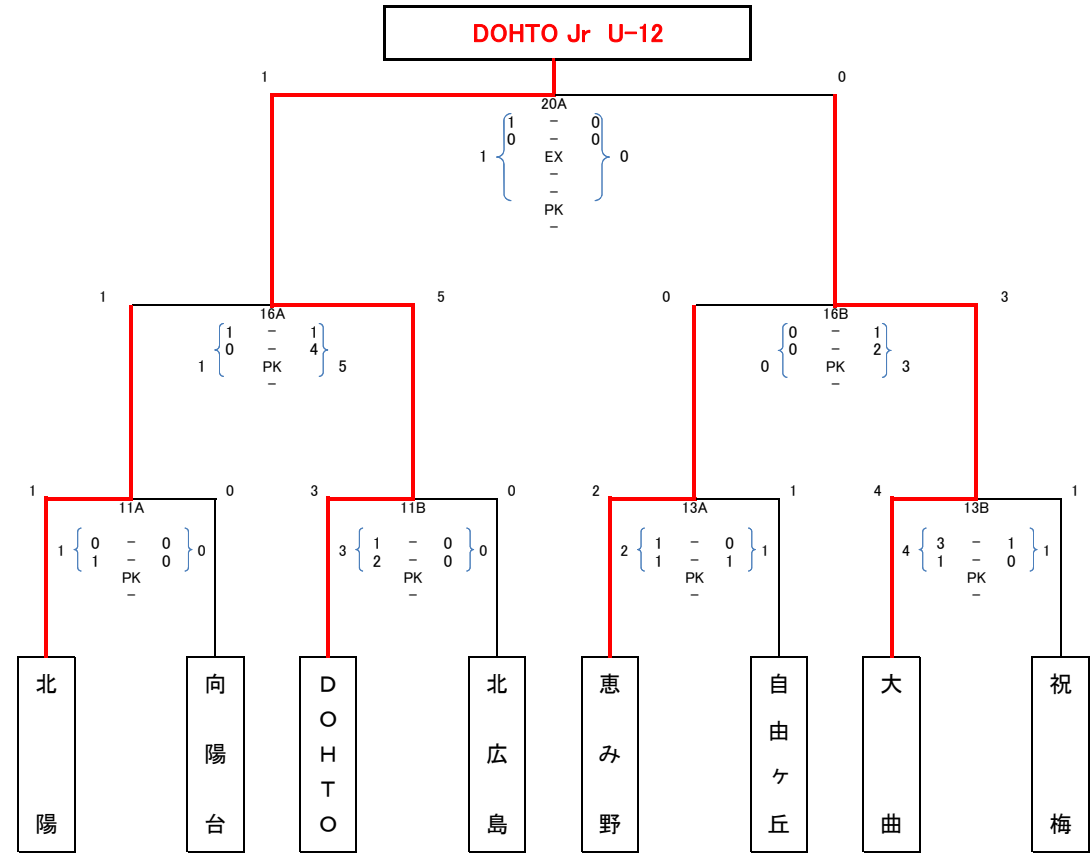 DOHTO Jr U-12
1 0
20A
1 - 0
0 - 0
1 EX 0
-
-
PK
-
1 5 0 3
16A 16B
1 - 1 0 - 1
0 - 4 0 - 2
1 PK 5 0 PK 3
- -
1 0 3 0 2 1 4 1
11A 11B 13A 13B
0 - 0 1 - 0 1 - 0 3 - 1
1 0 3 0 2 1 4 1
1 - 0 2 - 0 1 - 1 1 - 0
PK PK PK PK
- - - -
北陽
向陽台
DOHTO
北広島
恵み野
自由ヶ丘
大曲
祝梅